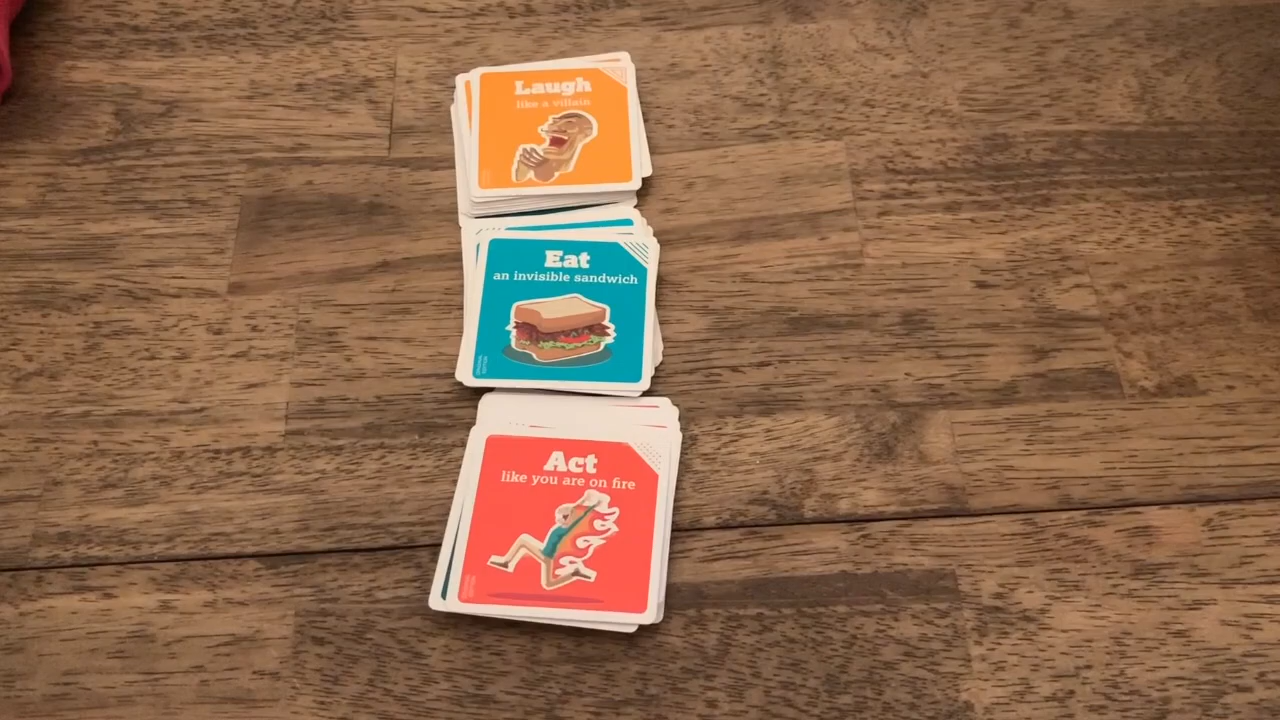 Laugh
like a villain
Eat
an invisible sandwich
Act
like you are on fire